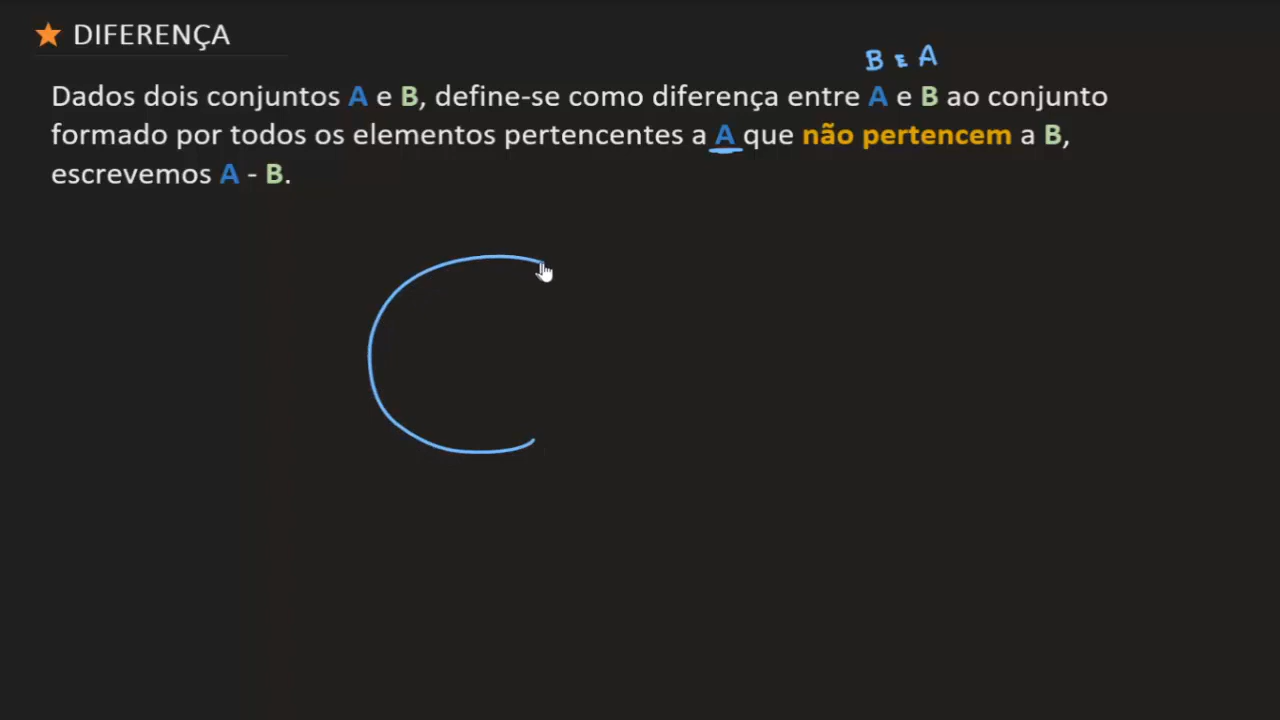 DIFERENÇA
B E A
Dados dois conjuntos A e B, define-se como diferença entre A e B ao conjunto
formado por todos os elementos pertencentes a A que não pertencem a B,
escrevemos A - B.